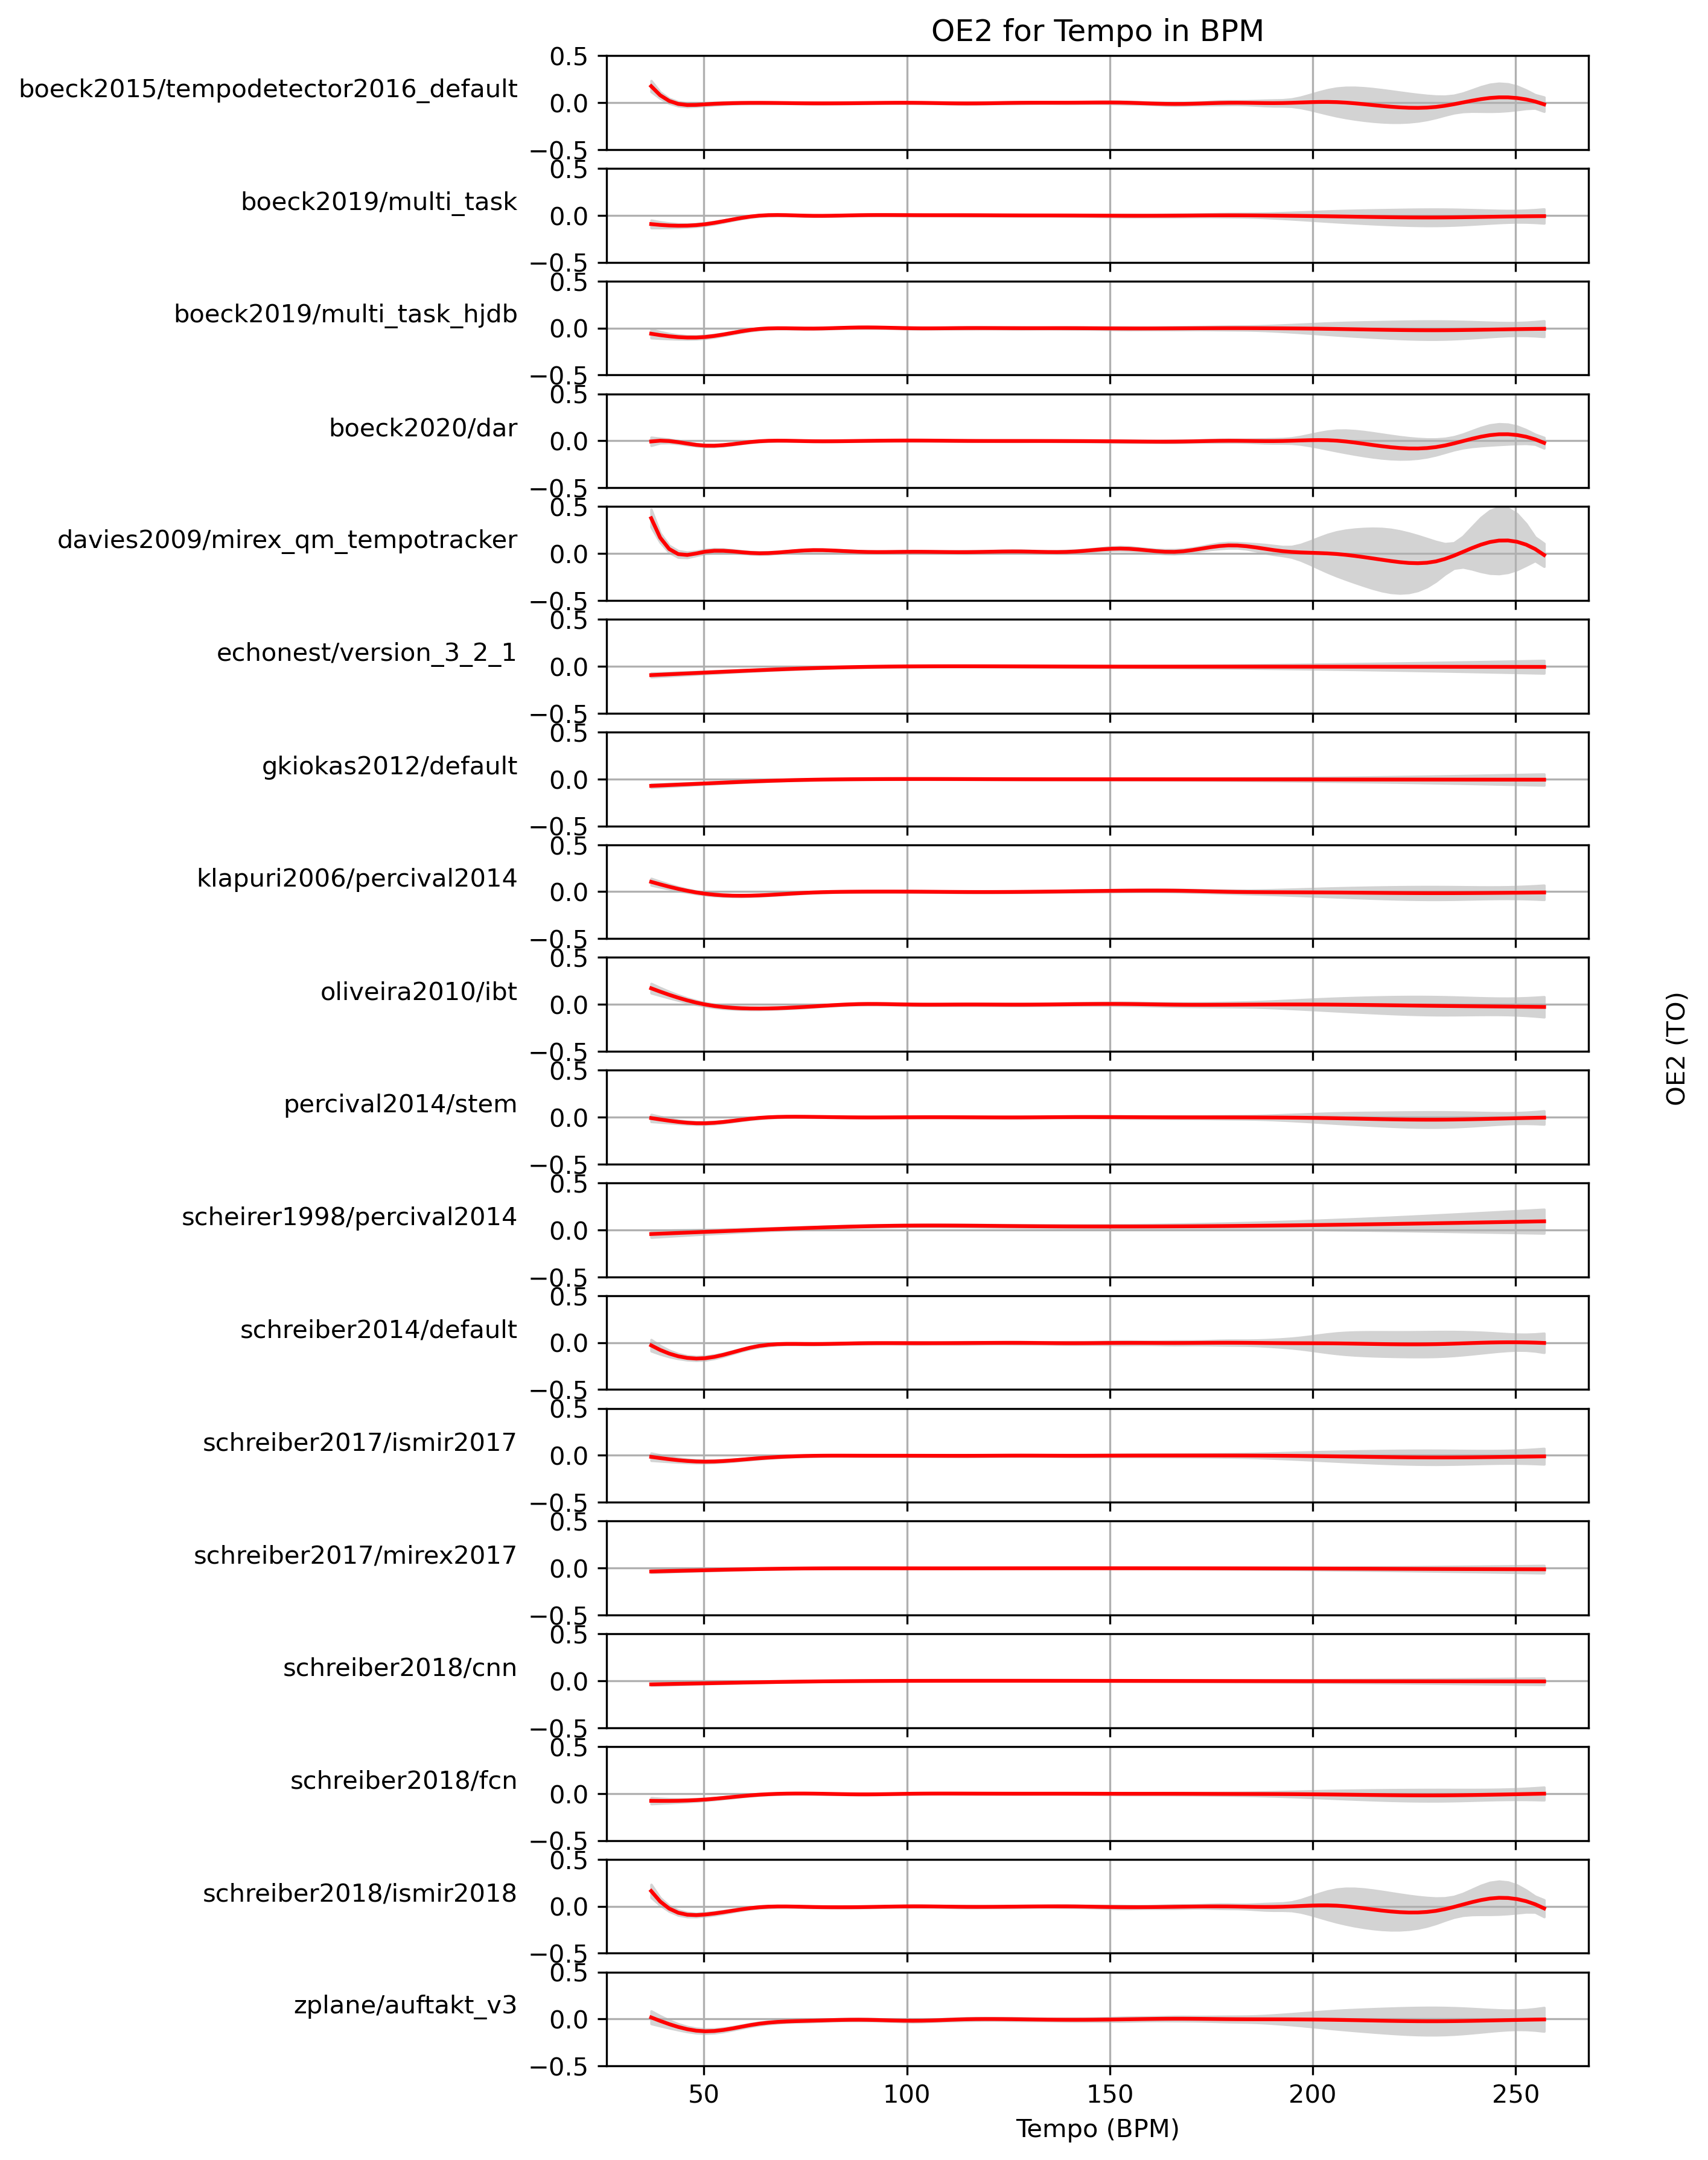 OE2 for Tempo in BPM
boeck2015/tempodetector2016_default
0.5
0.0
−0.5
boeck2019/multi_task
0.5
0.0
−0.5
boeck2019/multi_task_hjdb
0.5
0.0
−0.5
boeck2020/dar
0.5
0.0
−0.5
davies2009/mirex_qm_tempotracker
0.5
0.0
−0.5
echonest/version_3_2_1
0.5
0.0
−0.5
gkiokas2012/default
0.5
0.0
−0.5
klapuri2006/percival2014
0.5
0.0
−0.5
oliveira2010/ibt
0.5
0.0
−0.5
percival2014/stem
0.5
0.0
−0.5
scheirer1998/percival2014
0.5
0.0
−0.5
schreiber2014/default
0.5
0.0
−0.5
schreiber2017/ismir2017
0.5
0.0
−0.5
schreiber2017/mirex2017
0.5
0.0
−0.5
schreiber2018/cnn
0.5
0.0
−0.5
schreiber2018/fcn
0.5
0.0
−0.5
schreiber2018/ismir2018
0.5
0.0
−0.5
zplane/auftakt_v3
0.5
0.0
−0.5
50 100 150 200 250
Tempo (BPM)
OE2 (TO)